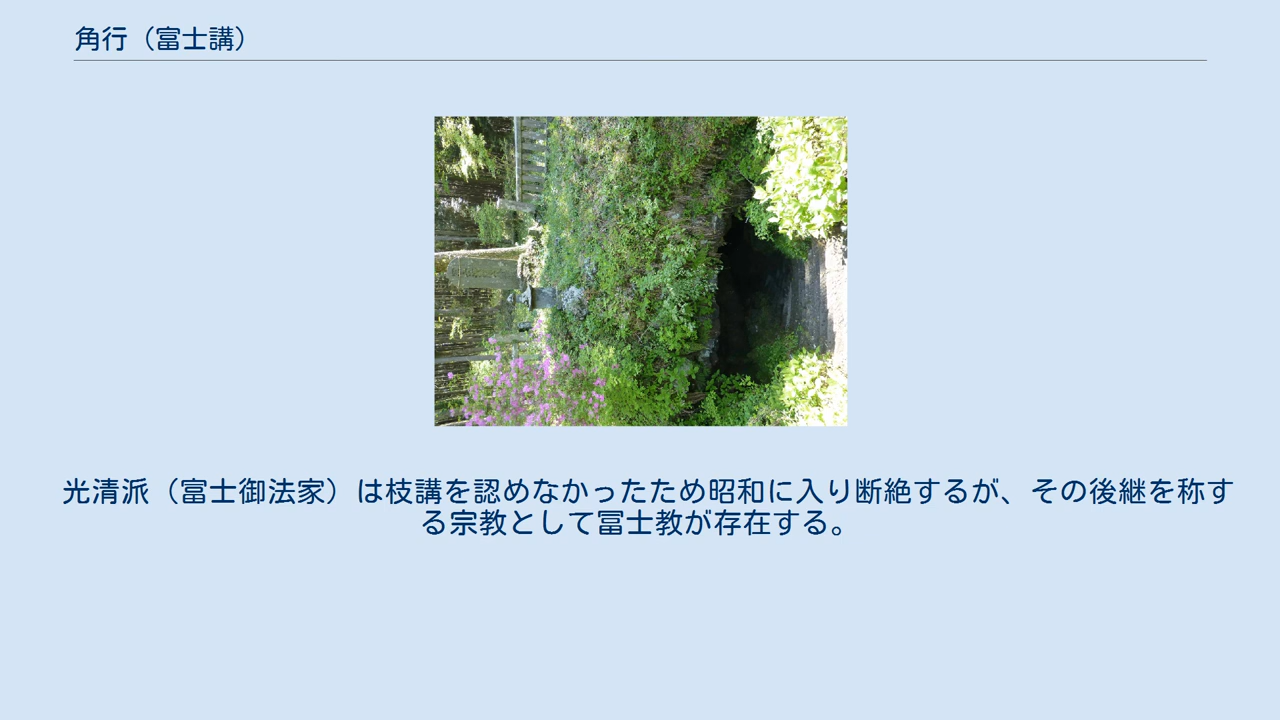 角行（富士講）
光清派（富士御法家）は枝講を認めなかったため昭和に入り断絶するが、その後継を称す
る宗教として冨士教が存在する。